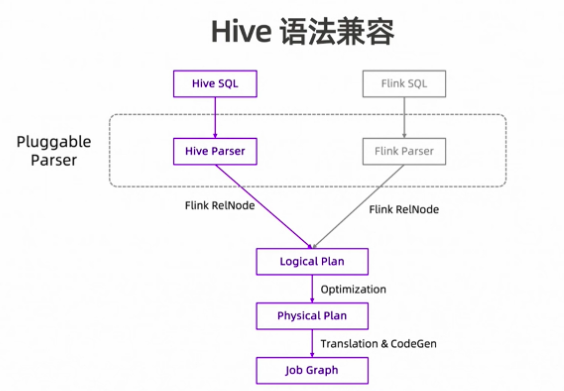 Hive 语法兼容
Hive SQL
Flink SQL
Pluggable
Parser
Hive Parser
Flink Parser
Flink RelNode
Flink RelNode
Logical Plan
Optimization
Physical Plan
Translation & CodeGen
Job Graph